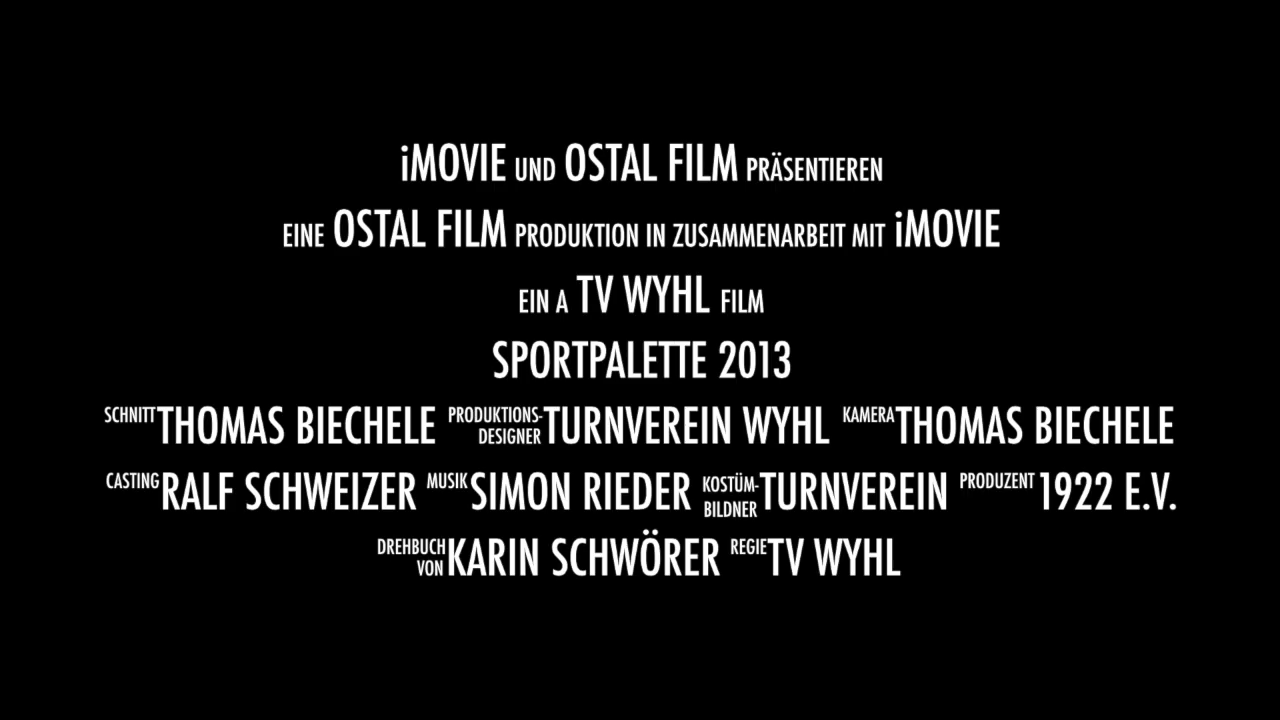 iMOVIE UND OSTAL FILM PRÄSENTIEREN
EINE OSTAL FILM PRODUKTION IN ZUSAMMENARBEIT MIT iMOVIE
EIN A TV WYHL FILM
SPORTPALETTE 2013
SCHNITT THOMAS BIECHELE PRODUKTIONS-DESIGNER TURNVEREIN WYHL KAMERA THOMAS BIECHELE
CASTING RALF SCHWEIZER MUSIK SIMON RIEDER KOSTÜM-BILDNER TURNVEREIN PRODUZENT 1922 E.V.
DREHBUCH VON KARIN SCHWÖRER REGIE TV WYHL